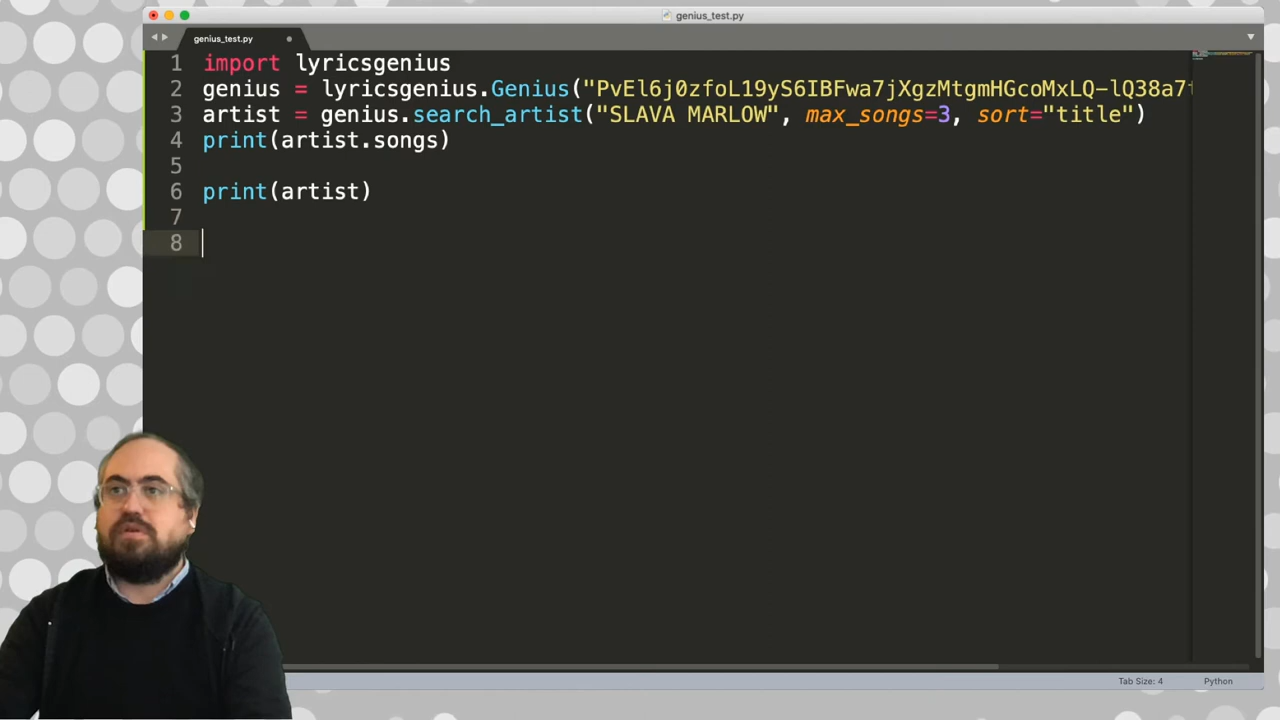 genius_test.py
genius_test.py
1 import lyricsgenius
2 genius = lyricsgenius.Genius("PvEl6j0zfoL19yS6IBFwa7jXgzMtgmHGcoMxLQ-lQ38a7
3 artist = genius.search_artist("SLAVA MARLOW", max_songs=3, sort="title")
4 print(artist.songs)
5
6 print(artist)
7
8
Tab Size: 4 Python